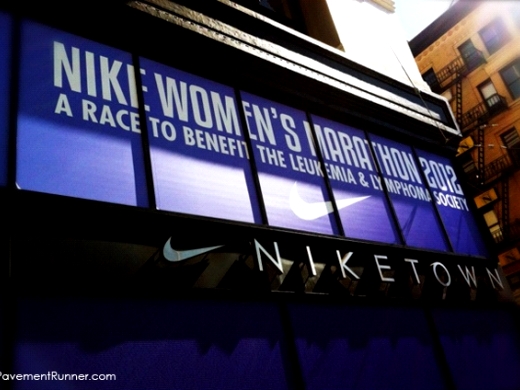 NIKE WOMEN'S MARATHON 2012
A RACE TO BENEFIT THE LEUKEMIA & LYMPHOMA SOCIETY
NIKETOWN
PavementRunner.com